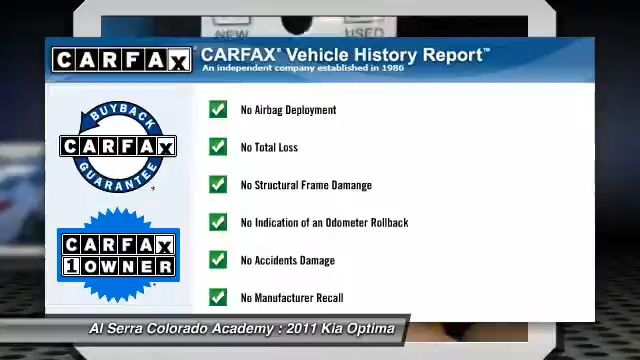 NEW
USED
CARFAX
CARFAX® Vehicle History Report™
An independent company established in 1986
BUYBACK
CARFAX
GUARANTEE
CARFAX
1 OWNER
No Airbag Deployment
No Total Loss
No Structural Frame Damange
No Indication of an Odometer Rollback
No Accidents Damage
No Manufacturer Recall
Al Serra Colorado Academy : 2011 Kia Optima